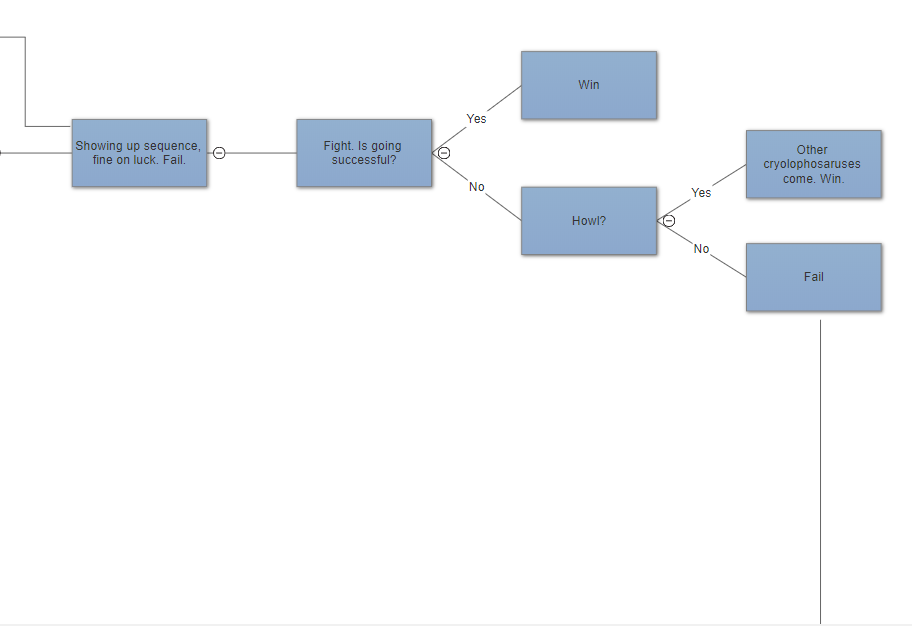 Showing up sequence,
fine on luck. Fail.
Fight. Is going
successful?
Yes
Win
No
Howl?
Yes
Other
cryolophosaruses
come. Win.
No
Fail